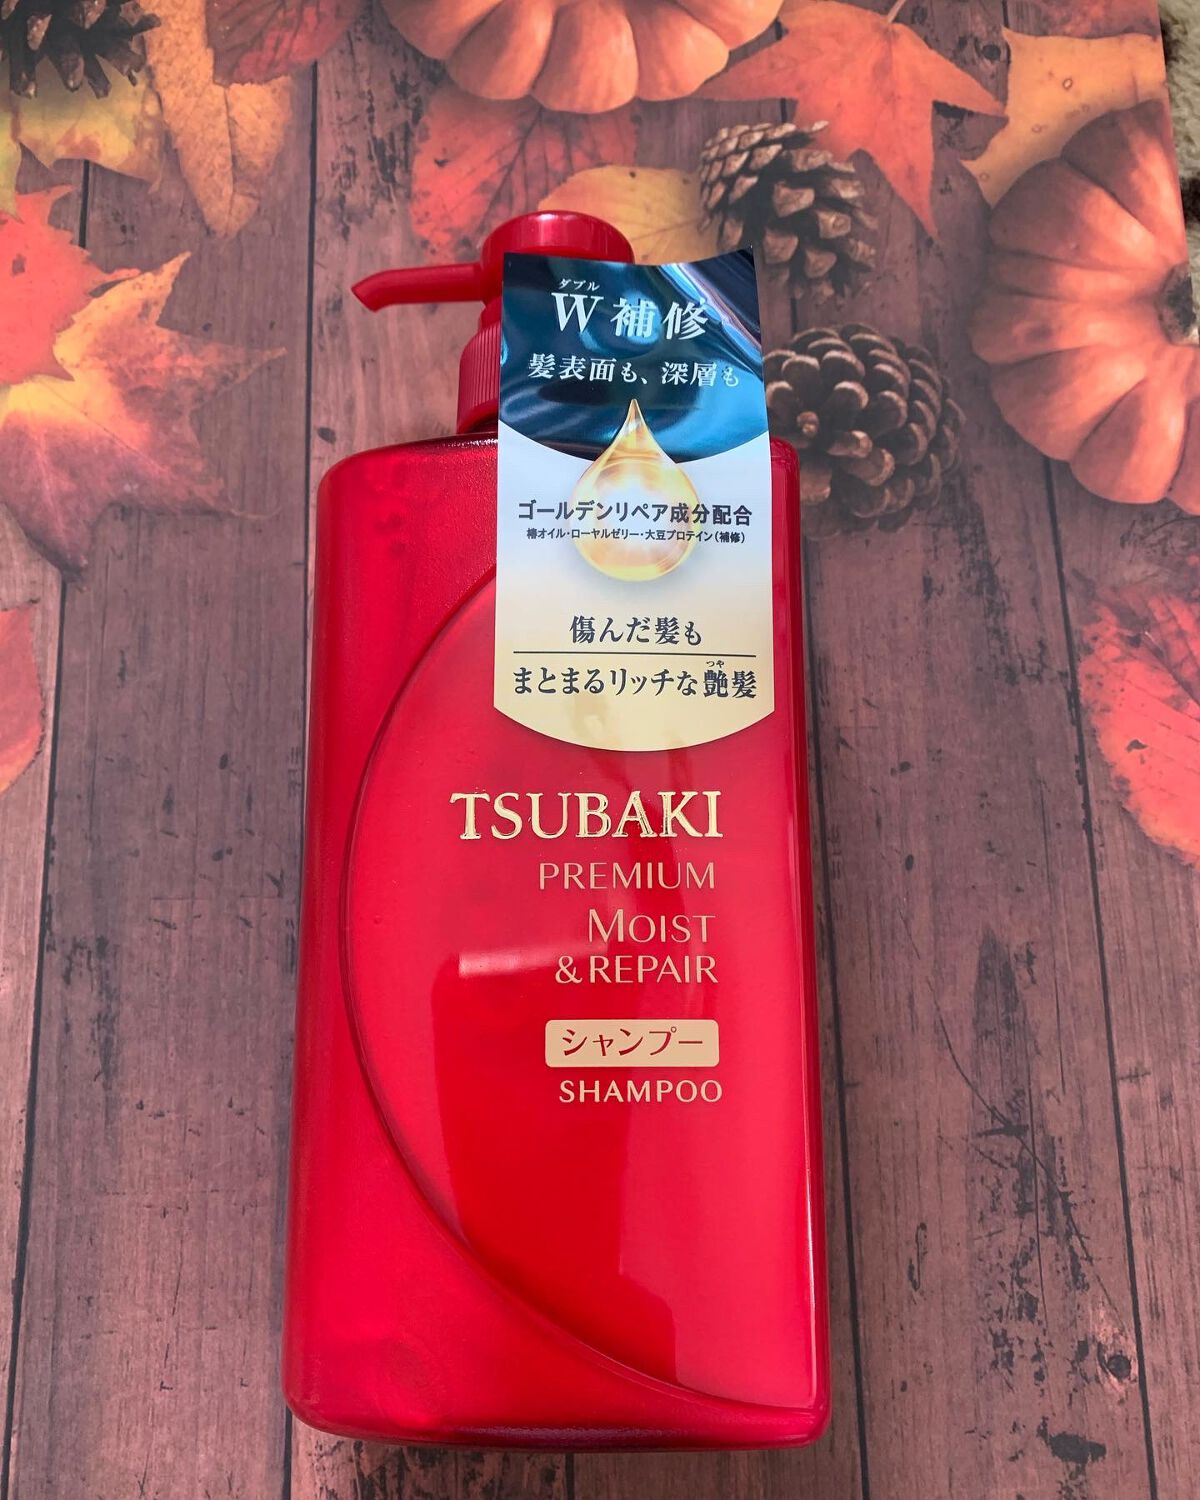 ダブル
W補修
髪表面も、深層も
ゴールデンリペア成分配合
椿オイル・ローヤルゼリー・大豆プロテイン(補修)
傷んだ髪も
つや
まとまるリッチな艶髪
TSUBAKI
PREMIUM
MOIST
& REPAIR
シャンプー
SHAMPOO